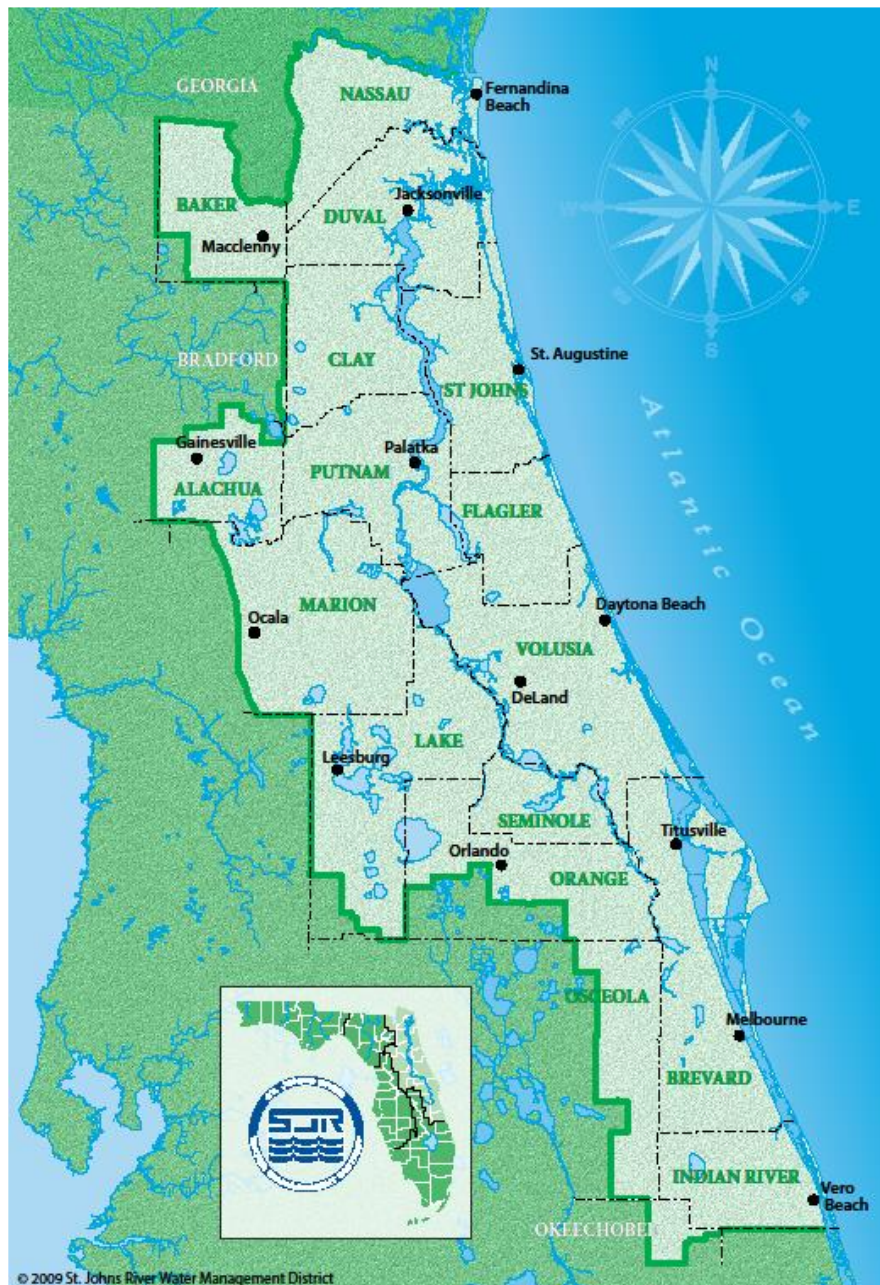 GEORGIA
NASSAU
Fernandina
Beach
N
BAKER
Jacksonville
DUVAL
Macclenny
E
S
BRADFORD
CLAY
St. Augustine
ST JOHNS
Atlantic Ocean
Gainesville
Palatka
PUTNAM
ALACHUA
FLAGLER
MARION
Daytona Beach
Ocala
VOLUSIA
DeLand
LAKE
Leesburg
SEMINOLE
Titusville
Orlando
ORANGE
OSCEOLA
Melbourne
SJR
BREVARD
INDIAN RIVER
Vero
Beach
OKEECHOBEE
© 2009 St. Johns River Water Management District